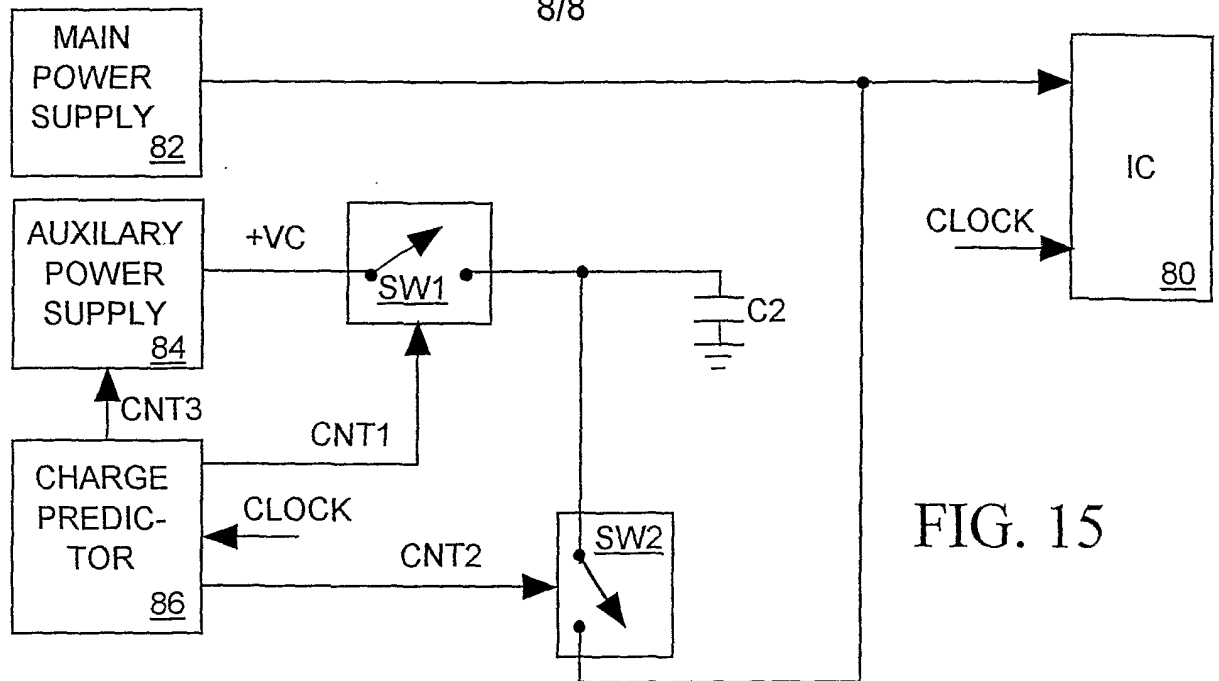 8/8
MAIN
POWER
SUPPLY
82
IC
80
CLOCK
AUXILARY
POWER
SUPPLY
84
+VC
SW1
C2
CNT3
CNT1
CHARGE
PREDIC-
TOR
86
CLOCK
CNT2
SW2
FIG. 15